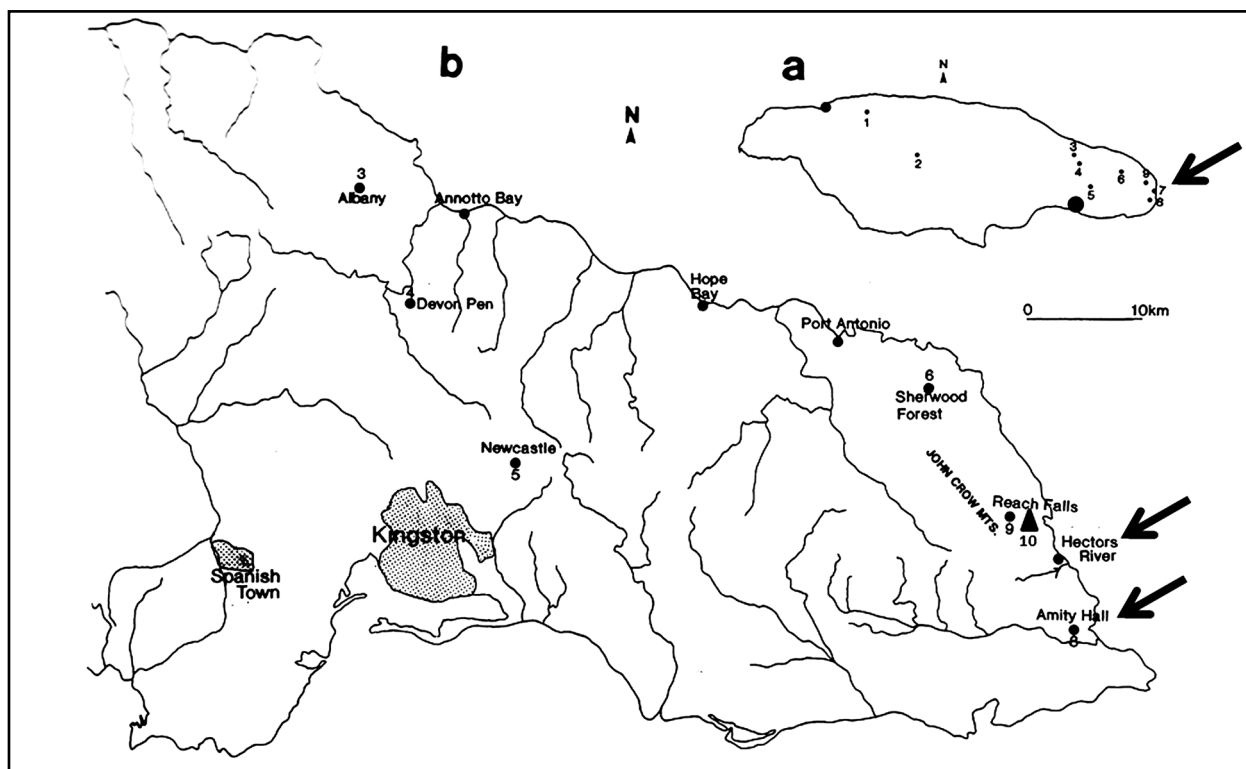 b
a
N
N
1
2
3
4
5
6
9
7
8
3
Albany
Annotto Bay
4
Devon Pen
Hope
Bay
0 10km
Port Antonio
6
Sherwood
Forest
Newcastle
5
JOHN CROW MTS.
Reach Falls
9
10
Kingston
Hectors
River
7
Spanish
Town
Amity Hall
8